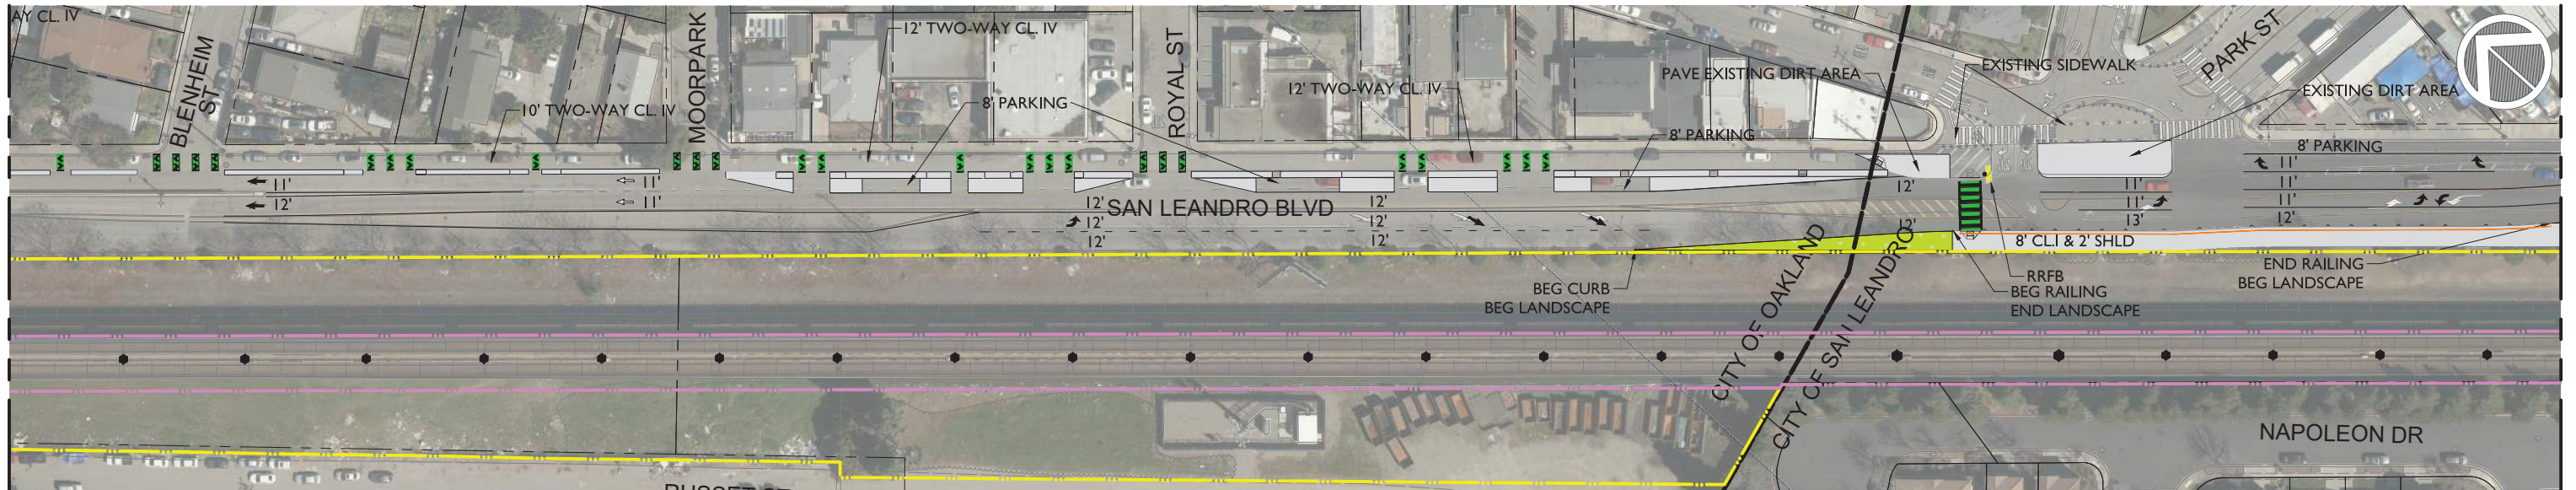 AY CL. IV
BLENHEIM
ST
10' TWO-WAY CL. IV
MOORPARK
12' TWO-WAY CL. IV
8' PARKING
ROYAL ST
12' TWO-WAY CL. IV
PAVE EXISTING DIRT AREA
8' PARKING
EXISTING SIDEWALK
PARK ST
EXISTING DIRT AREA
8' PARKING
11'
12'
11'
11'
12'
12'
12'
SAN LEANDRO BLVD
12'
12'
12'
12'
12'
11'
11'
13'
11'
11'
11'
12'
8' CL.I & 2' SHLD
BEG CURB
BEG LANDSCAPE
CITY OF OAKLAND
CITY OF SAN LEANDRO
RRFB
BEG RAILING
END LANDSCAPE
END RAILING
BEG LANDSCAPE
NAPOLEON DR